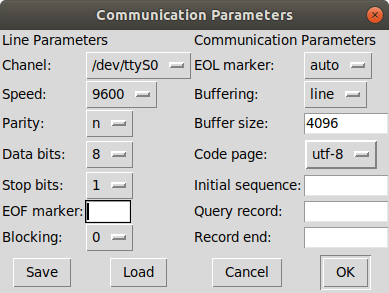 Communication Parameters
Line Parameters Communication Parameters
Chanel: /dev/ttyS0 EOL marker: auto
Speed: 9600 Buffering: line
Parity: n Buffer size: 4096
Data bits: 8 Code page: utf-8
Stop bits: 1 Initial sequence:
EOF marker: Query record:
Blocking: 0 Record end:
Save Load Cancel OK